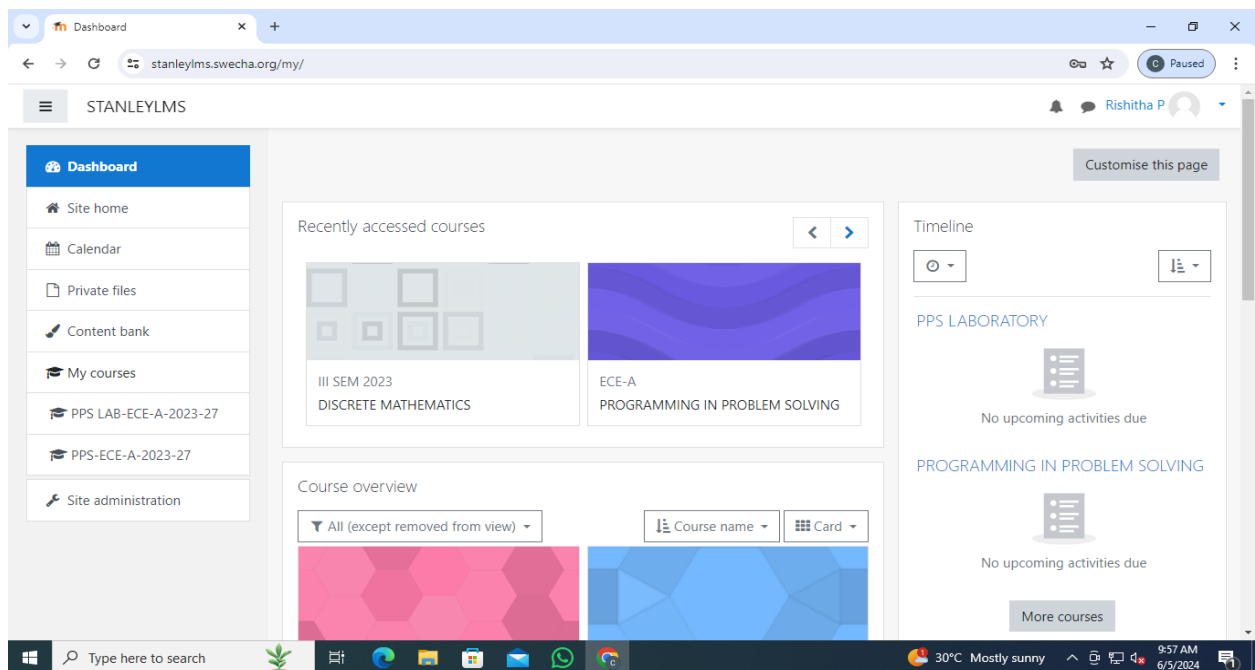 Dashboard
stanleylms.swecha.org/my/
C Paused
STANLEYLMS
Rishitha P
Dashboard
Site home
Calendar
Private files
Content bank
My courses
PPS LAB-ECE-A-2023-27
PPS-ECE-A-2023-27
Site administration
Customise this page
Recently accessed courses
III SEM 2023
DISCRETE MATHEMATICS
ECE-A
PROGRAMMING IN PROBLEM SOLVING
Course overview
All (except removed from view)
Course name
Card
Timeline
PPS LABORATORY
No upcoming activities due
PROGRAMMING IN PROBLEM SOLVING
No upcoming activities due
More courses
Type here to search
30°C Mostly sunny
9:57 AM
6/5/2024
1